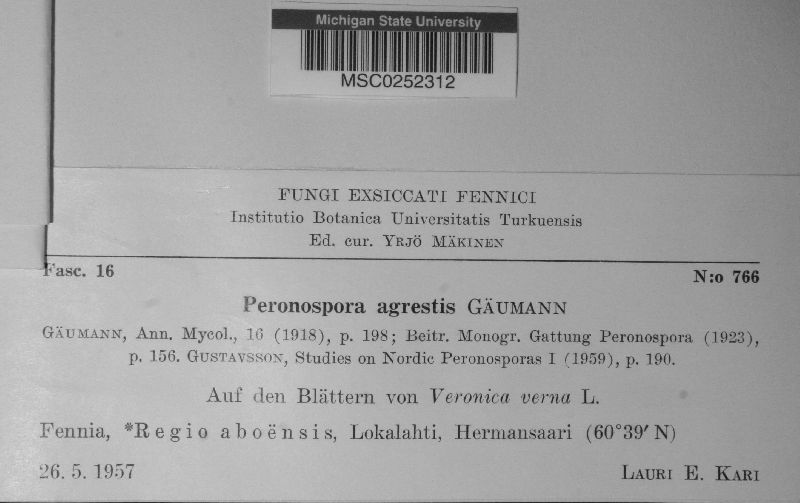 Michigan State University
MSC0252312
FUNGI EXSICCATI FENNICI
Institutio Botanica Universitatis Turkuensis
Ed. cur. YRJÖ MÄKINEN
Fasc. 16
N:o 766
Peronospora agrestis GÄUMANN
GÄUMANN, Ann. Mycol., 16 (1918), p. 198; Beitr. Monogr. Gattung Peronospora (1923),
p. 156. GUSTAVSSON, Studies on Nordic Peronosporas I (1959), p. 190.
Auf den Blättern von Veronica verna L.
Fennia, *Regio aboënsis, Lokalahti, Hermansaari (60°39′ N)
26. 5. 1957
LAURI E. KARI